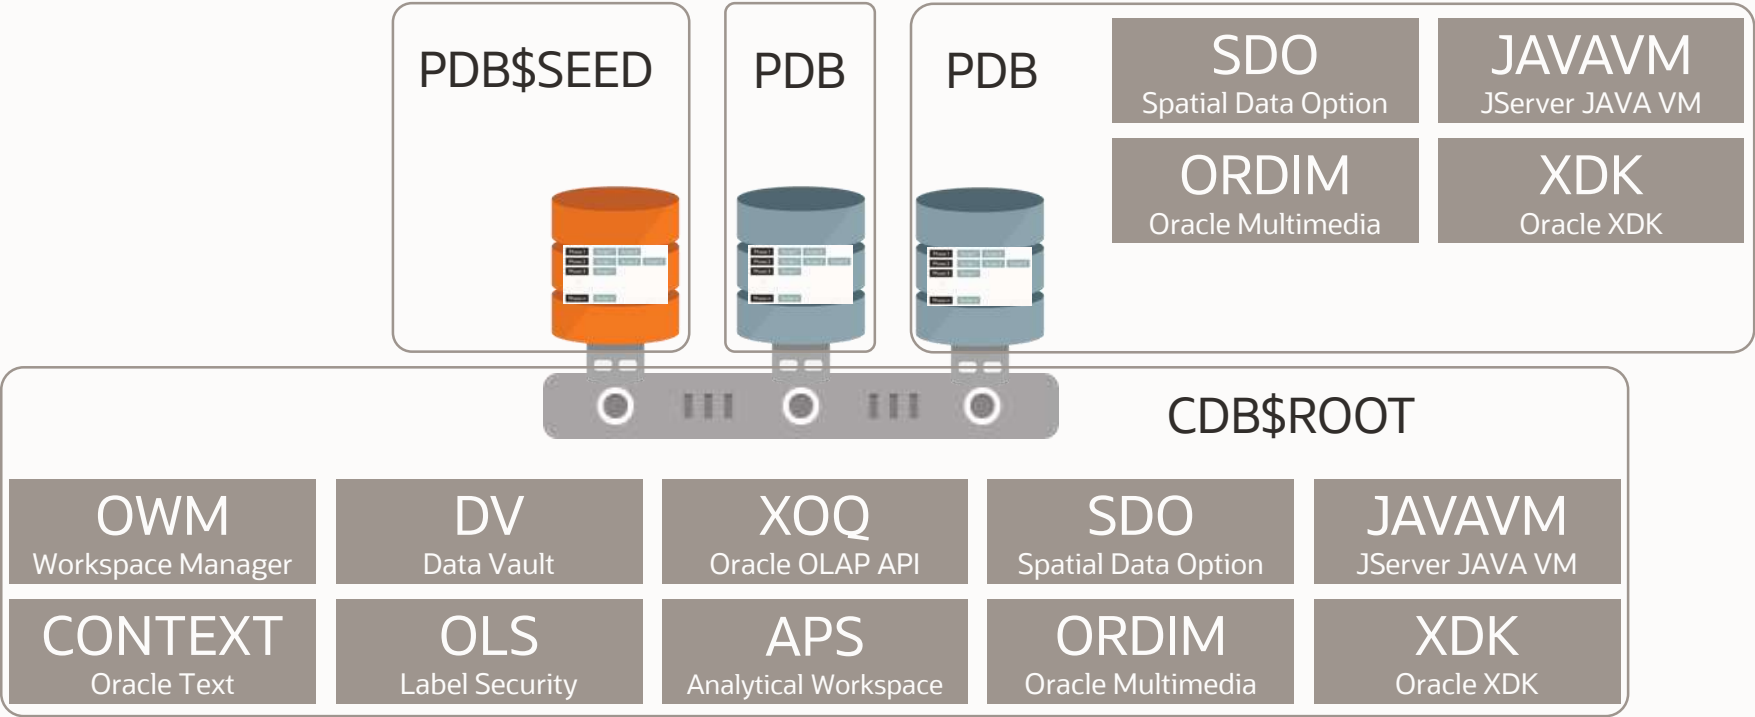 PDB$SEED
PDB
PDB
SDO
Spatial Data Option
JAVAVM
JServer JAVA VM
ORDIM
Oracle Multimedia
XDK
Oracle XDK
CDB$ROOT
OWM
Workspace Manager
DV
Data Vault
XOQ
Oracle OLAP API
SDO
Spatial Data Option
JAVAVM
JServer JAVA VM
CONTEXT
Oracle Text
OLS
Label Security
APS
Analytical Workspace
ORDIM
Oracle Multimedia
XDK
Oracle XDK